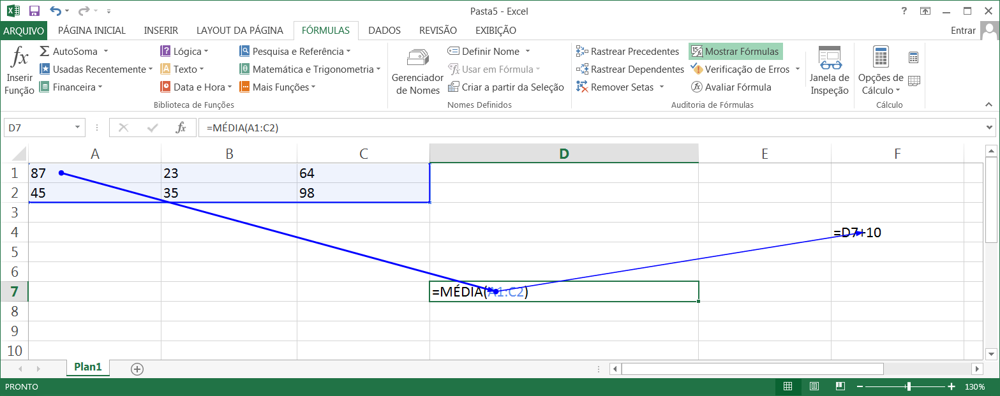 Pasta5 - Excel
ARQUIVO PÁGINA INICIAL INSERIR LAYOUT DA PÁGINA FÓRMULAS DADOS REVISÃO EXIBIÇÃO Entrar
Inserir Função
AutoSoma
Usadas Recentemente
Financeira
Lógica
Texto
Data e Hora
Pesquisa e Referência
Matemática e Trigonometria
Mais Funções
Biblioteca de Funções
Gerenciador de Nomes
Definir Nome
Usar em Fórmula
Criar a partir da Seleção
Nomes Definidos
Rastrear Precedentes
Rastrear Dependentes
Remover Setas
Mostrar Fórmulas
Verificação de Erros
Avaliar Fórmula
Auditoria de Fórmulas
Janela de Inspeção
Opções de Cálculo
Cálculo
D7 fx =MÉDIA(A1:C2)
A B C D E F
1 87 23 64
2 45 35 98
3
4 =D7+10
5
6
7 =MÉDIA(A1:C2)
8
9
10
Plan1
PRONTO 130%